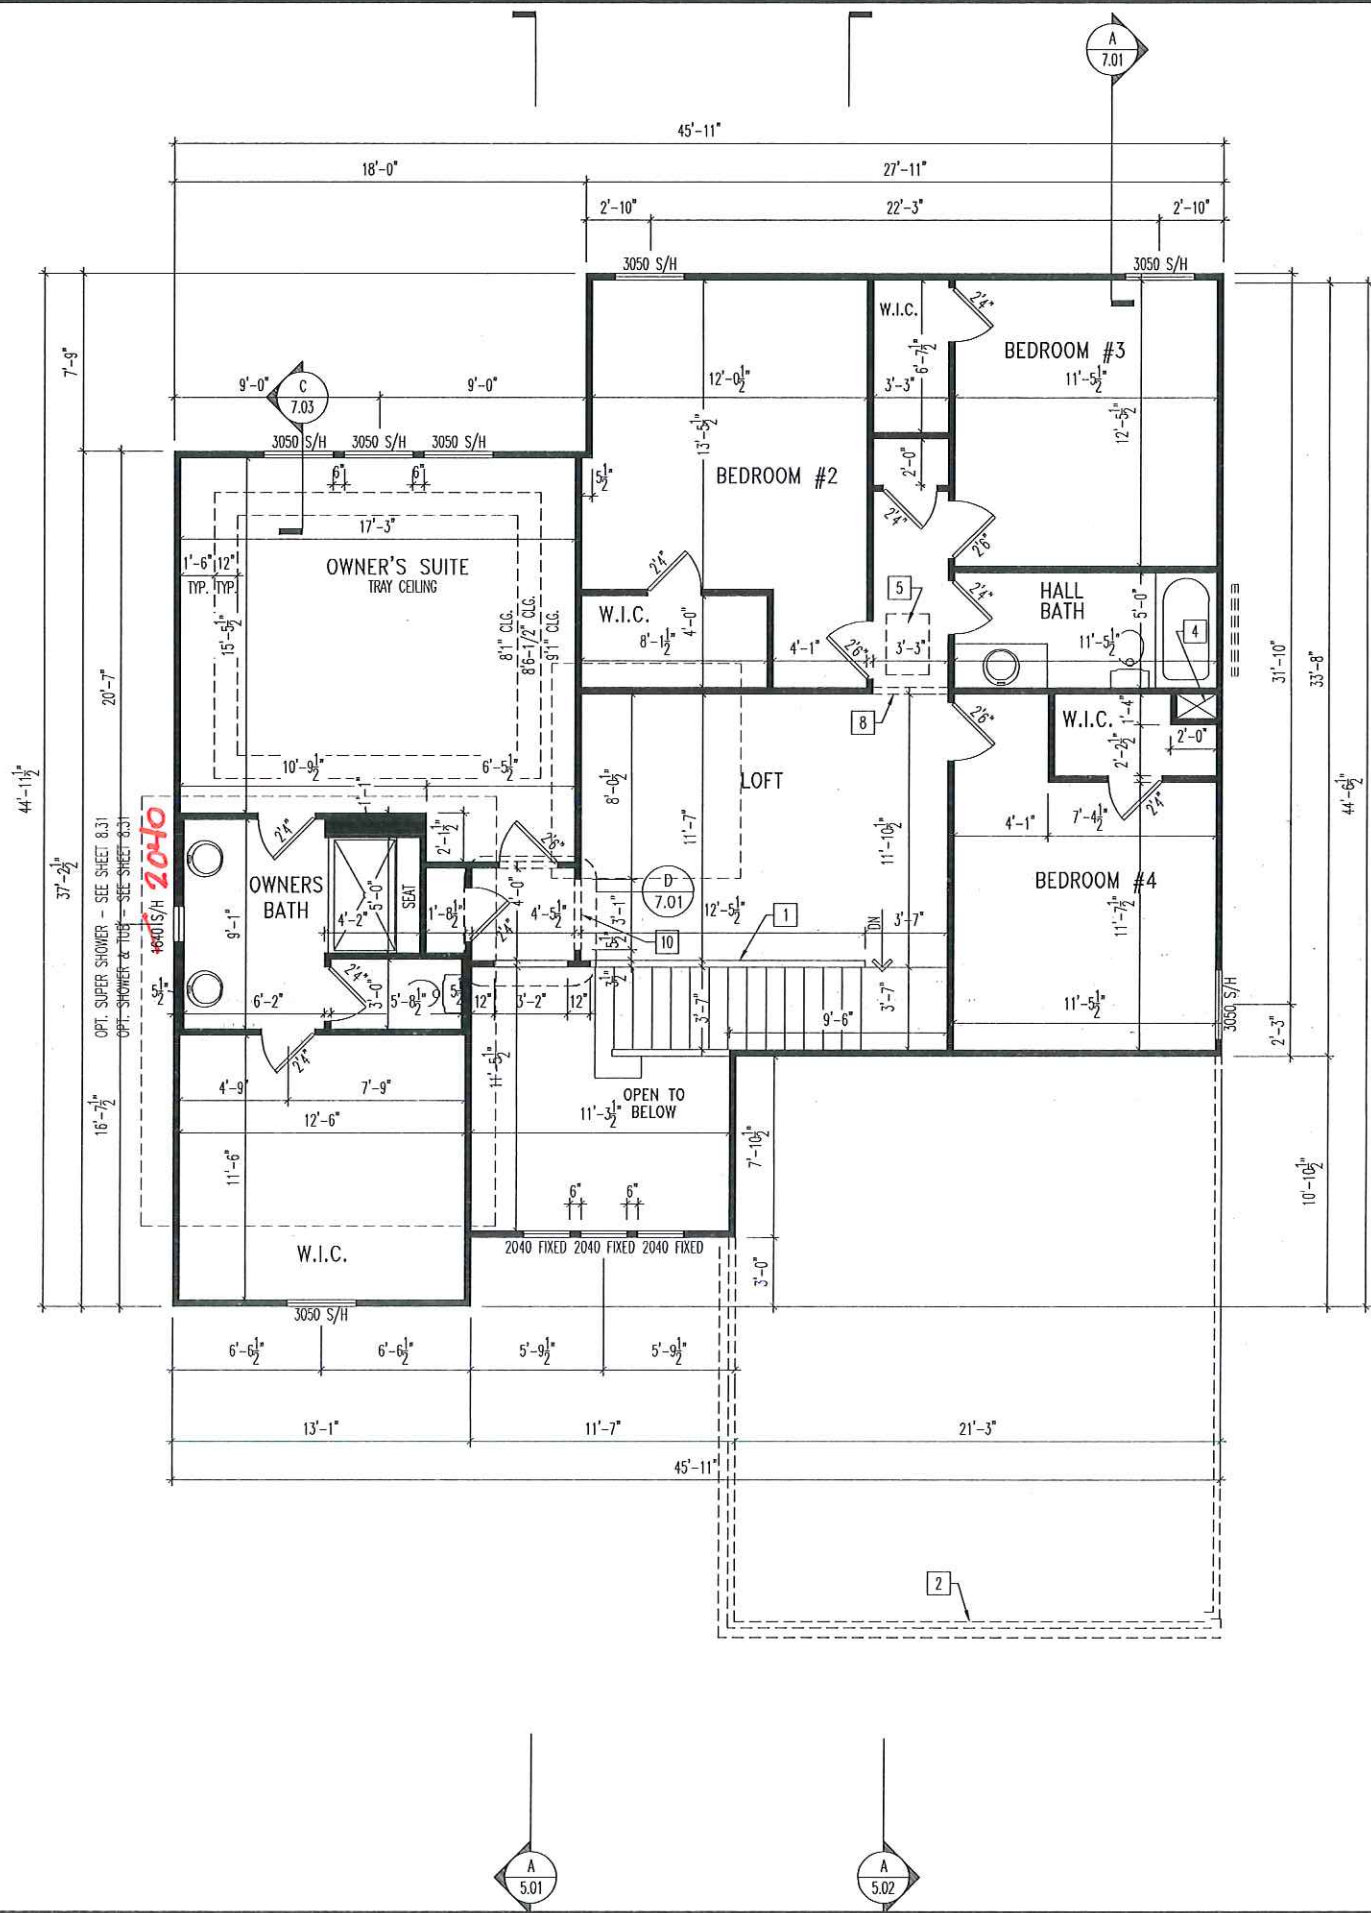 A
7.01
45'-11"
18'-0"
27'-11"
2'-10"
22'-3"
2'-10"
3050 S/H
3050 S/H
W.I.C.
2'4"
BEDROOM #3
6'-7½"
7'-9"
9'-0"
C
7.03
9'-0"
12'-0½"
3'-3"
11'-5½"
13'-5½"
12'-5½"
3050 S/H
3050 S/H
3050 S/H
6"
6"
5½"
BEDROOM #2
2'-0"
2'4"
2'6"
17'-3"
OWNER'S SUITE
TRAY CEILING
1'-6"
12"
TYP.
TYP.
15'-5½"
8'1" CLG.
8'6-1/2" CLG.
9'1" CLG.
2'4"
W.I.C.
8'-1½"
4'-0"
4'-1"
2'6"
5
3'-3"
2'4"
HALL
BATH
5'-0"
11'-5½"
4
31'-10"
33'-8"
20'-7"
8
2'6"
W.I.C.
1'-4"
2'-2½"
2'-0"
10'-9½"
6'-5½"
8'-0½"
LOFT
44'-11½"
44'-6½"
1'-1"
11'-7"
11'-10½"
4'-1"
7'-4½"
2'4"
2040
1640 S/H
OPT. SUPER SHOWER - SEE SHEET 8.31
OPT. SHOWER & TUB - SEE SHEET 8.31
37'-2½"
2'4"
2'-1½"
2'6"
OWNERS
BATH
5'-0"
SEAT
4'-0"
D
7.01
BEDROOM #4
9'-1"
4'-2"
1'-8½"
2'4"
4'-5½"
3'-1"
12'-5½"
1
3'-7"
11'-7½"
10
DN
5½"
3½"
5½"
6'-2"
2'4"
3'-0"
5'-8½"
5½"
12"
3'-2"
12"
3'-7"
9'-6"
3'-7"
11'-5½"
3050 S/H
2'-3"
2'4"
11'-5½"
16'-7½"
4'-9"
7'-9"
12'-6"
11'-3½"
OPEN TO
BELOW
7'-10½"
11'-6"
10'-10½"
6"
6"
W.I.C.
2040 FIXED
2040 FIXED
2040 FIXED
3'-0"
3050 S/H
6'-6½"
6'-6½"
5'-9½"
5'-9½"
13'-1"
11'-7"
21'-3"
45'-11"
2
A
5.01
A
5.02